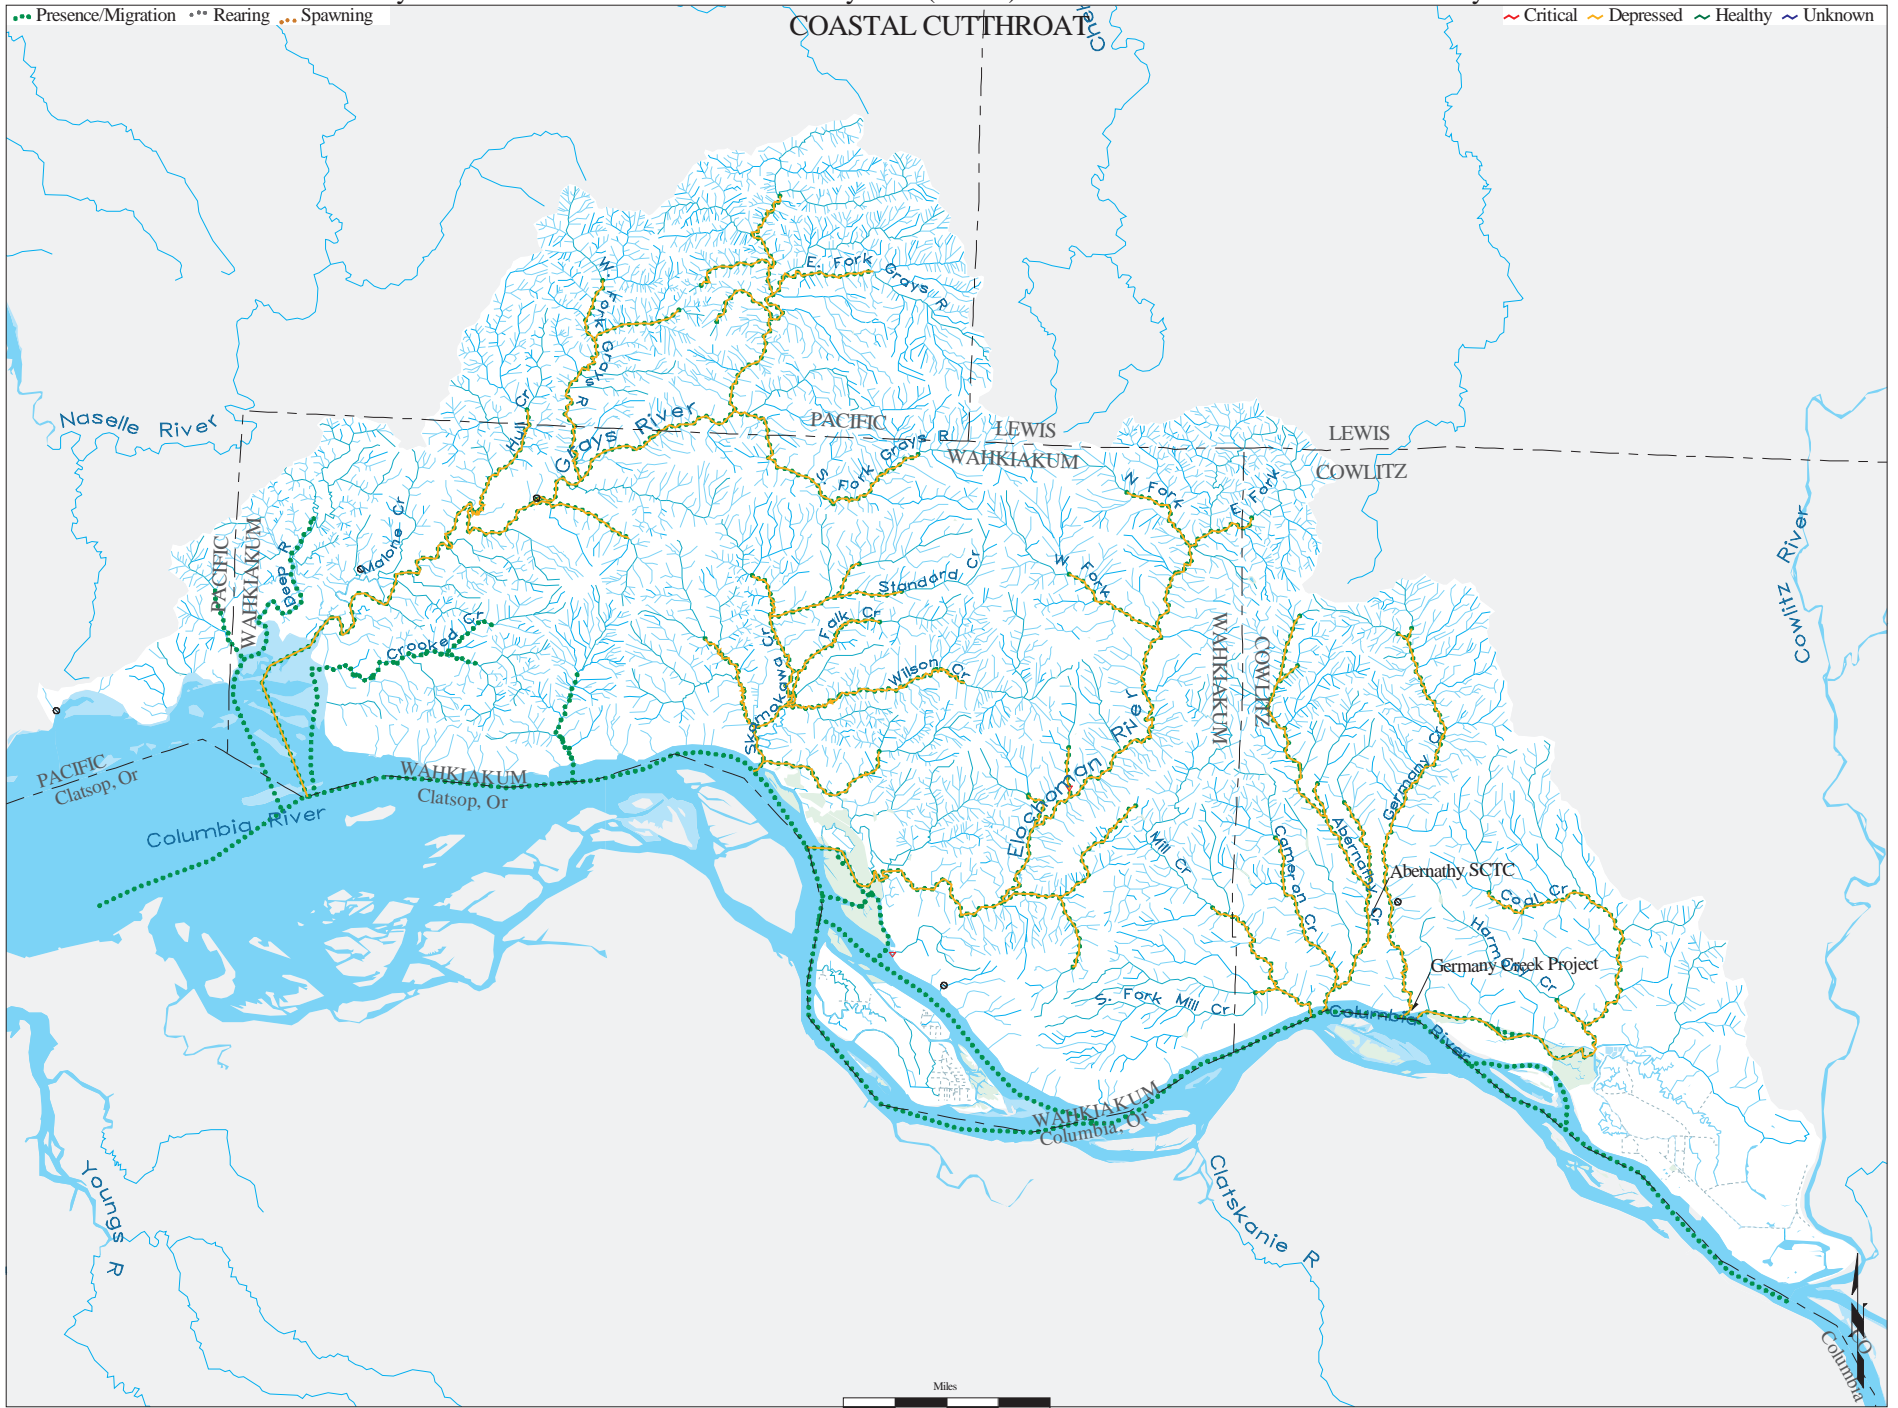 Presence/Migration Rearing Spawning
COASTAL CUTTHROAT
Critical Depressed Healthy Unknown
E. Fork Grays R
W. Fork Grays R
Naselle River
Hull Cr
Grays River
PACIFIC
LEWIS
WAHKIAKUM
LEWIS
COWLITZ
S Fork Grays R
N Fork
E Fork
Malone Cr
PACIFIC
WAHKIAKUM
Deep R
Cowlitz River
Standard Cr
W Fork
Falk Cr
Crooked Cr
Wilson Cr
Skamokawa Cr
WAHKIAKUM
COWLITZ
Elochoman River
Germany Cr
PACIFIC
Clatsop, Or
WAHKIAKUM
Clatsop, Or
Columbia River
Mill Cr
Cameron Cr
Abernathy Cr
Abernathy SCTC
Coal Cr
Harmony Cr
Germany Creek Project
S. Fork Mill Cr
Columbia River
WAHKIAKUM
Columbia, Or
Youngs R
Clatskanie R
Columbia
Miles